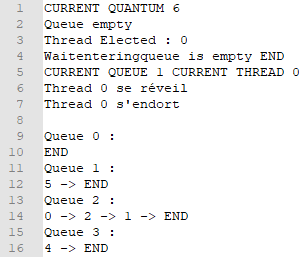 1 CURRENT QUANTUM 6
2 Queue empty
3 Thread Elected : 0
4 Waitenteringqueue is empty END
5 CURRENT QUEUE 1 CURRENT THREAD 0
6 Thread 0 se réveil
7 Thread 0 s'endort
8
9 Queue 0 :
10 END
11 Queue 1 :
12 5 -> END
13 Queue 2 :
14 0 -> 2 -> 1 -> END
15 Queue 3 :
16 4 -> END